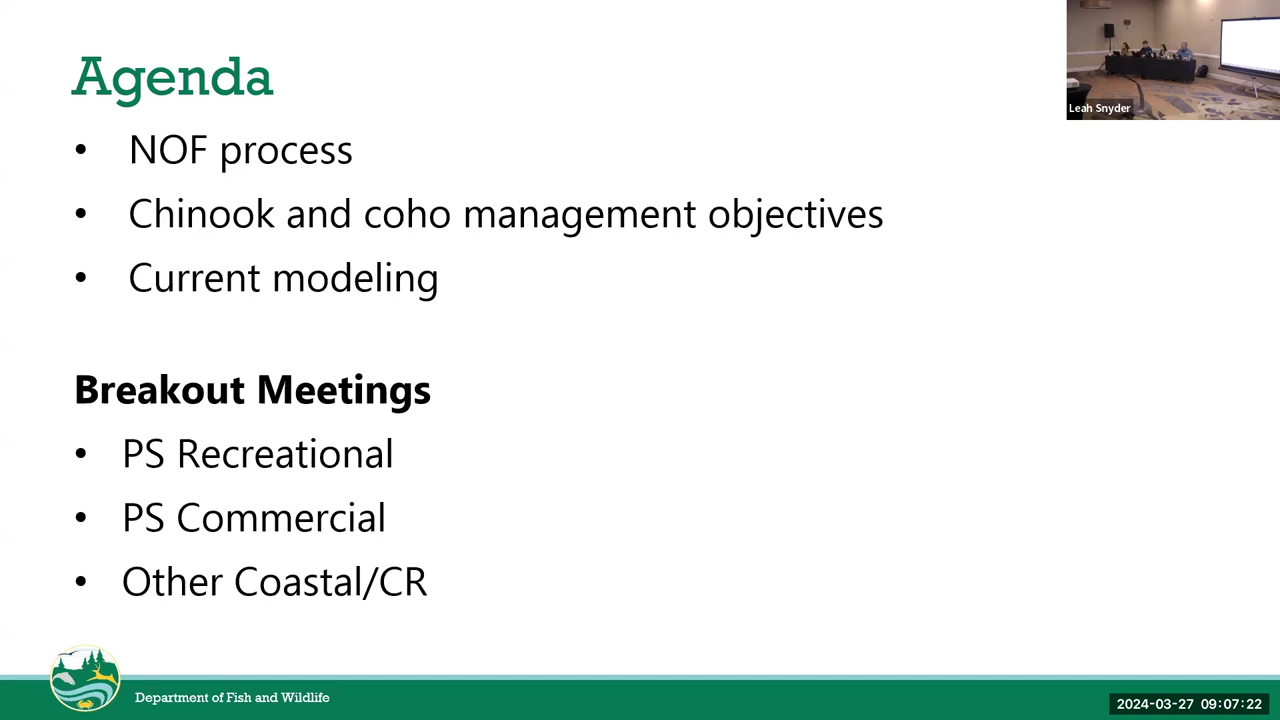 Agenda
Leah Snyder
• NOF process
• Chinook and coho management objectives
• Current modeling
Breakout Meetings
• PS Recreational
• PS Commercial
• Other Coastal/CR
Department of Fish and Wildlife
2024-03-27 09:07:22